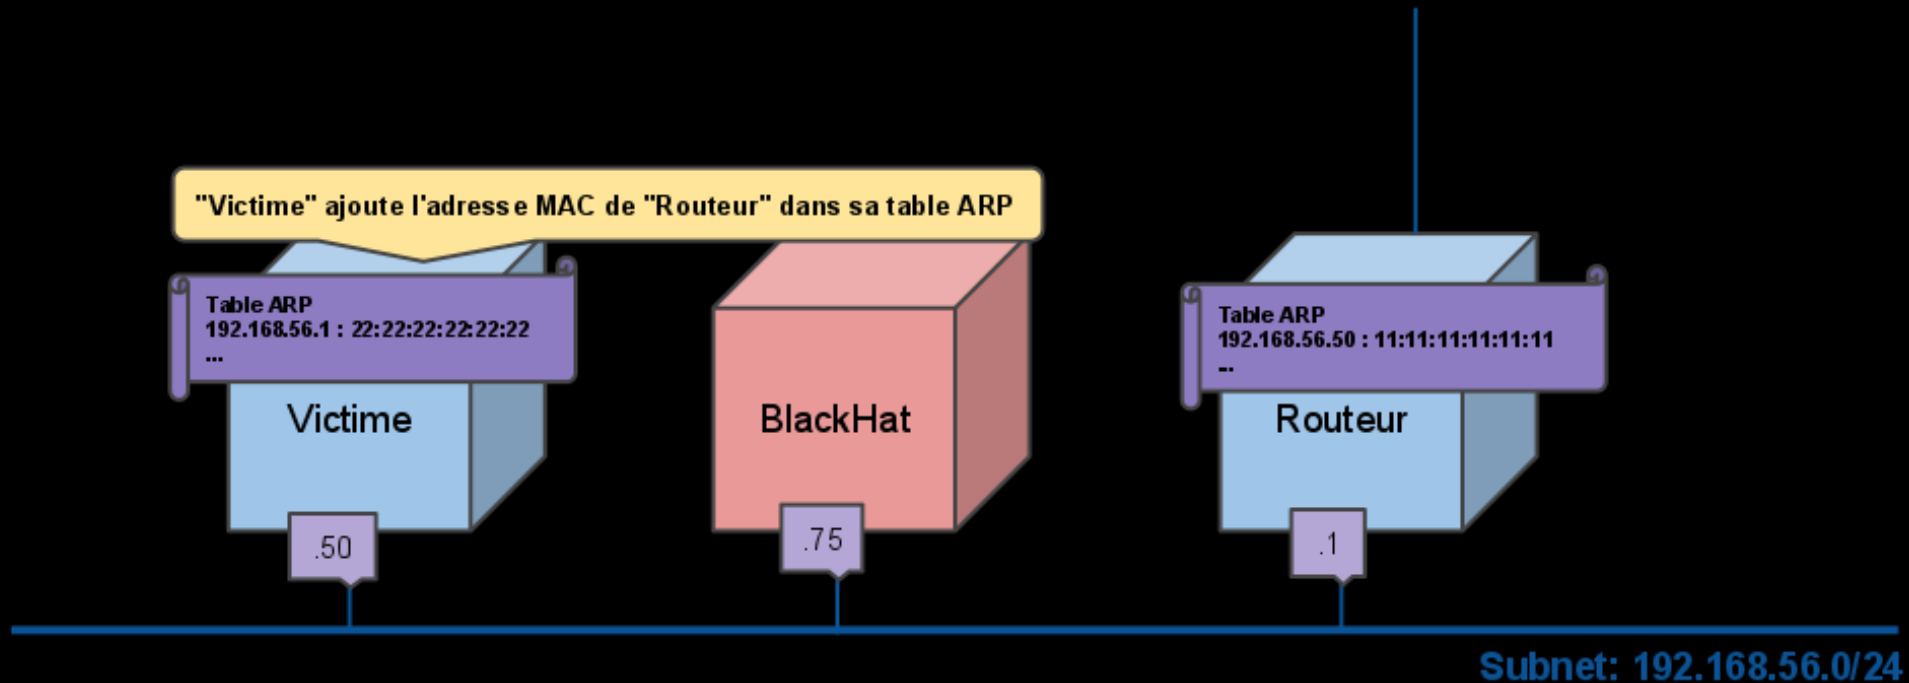 "Victime" ajoute l'adresse MAC de "Routeur" dans sa table ARP
Table ARP
192.168.56.1 : 22:22:22:22:22:22
...
Victime
.50
BlackHat
.75
Table ARP
192.168.56.50 : 11:11:11:11:11:11
...
Routeur
.1
Subnet: 192.168.56.0/24